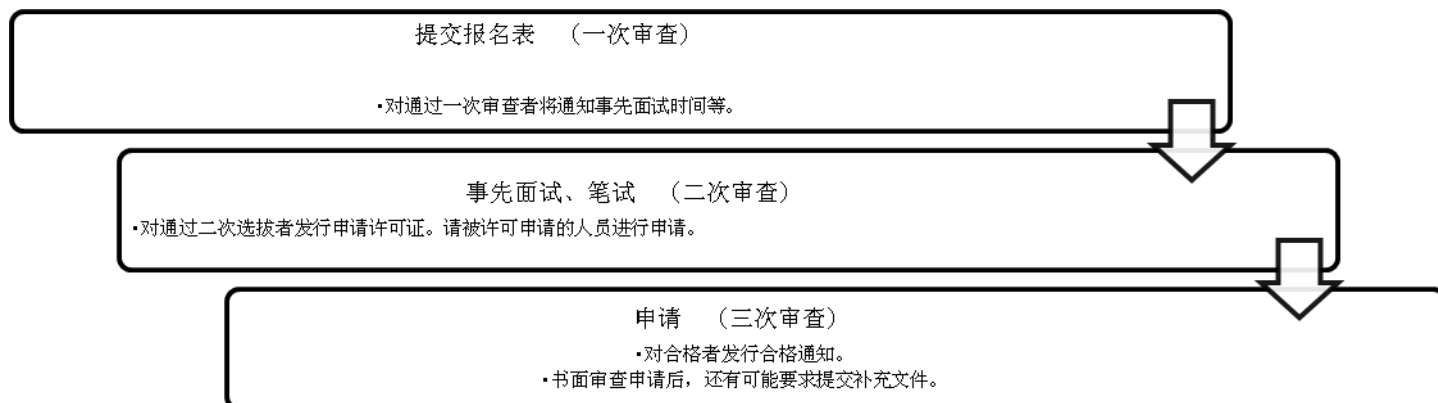 提交报名表 （一次审查）
▪对通过一次审查者将通知事先面试时间等。
事先面试、笔试 （二次审查）
▪对通过二次选拔者发行申请许可证。请被许可申请的人员进行申请。
申请 （三次审查）
▪对合格者发行合格通知。
▪书面审查申请后，还有可能要求提交补充文件。